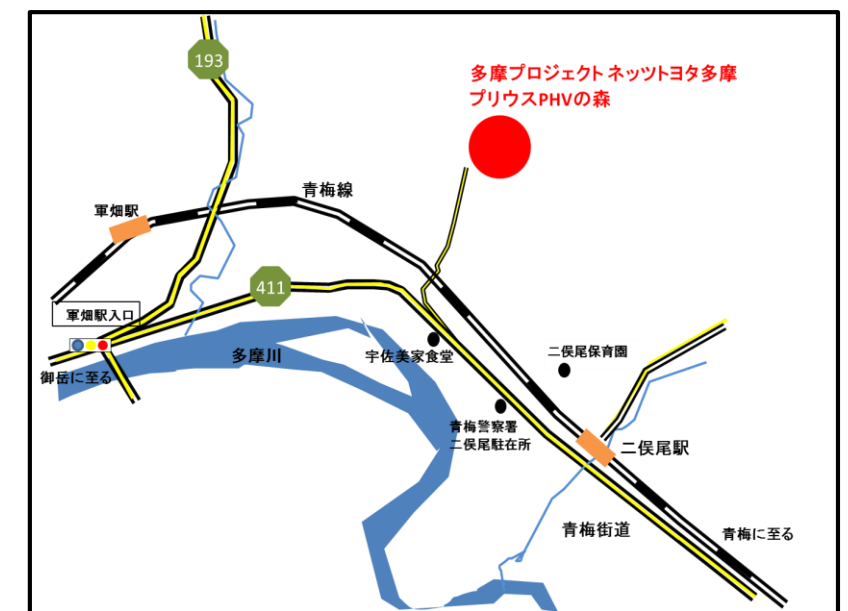 193
多摩プロジェクト ネッツトヨタ多摩
プリウスPHVの森
青梅線
軍畑駅
411
軍畑駅入口
多摩川
宇佐美家食堂
二俣尾保育園
御岳に至る
青梅警察署
二俣尾駐在所
二俣尾駅
青梅街道
青梅に至る